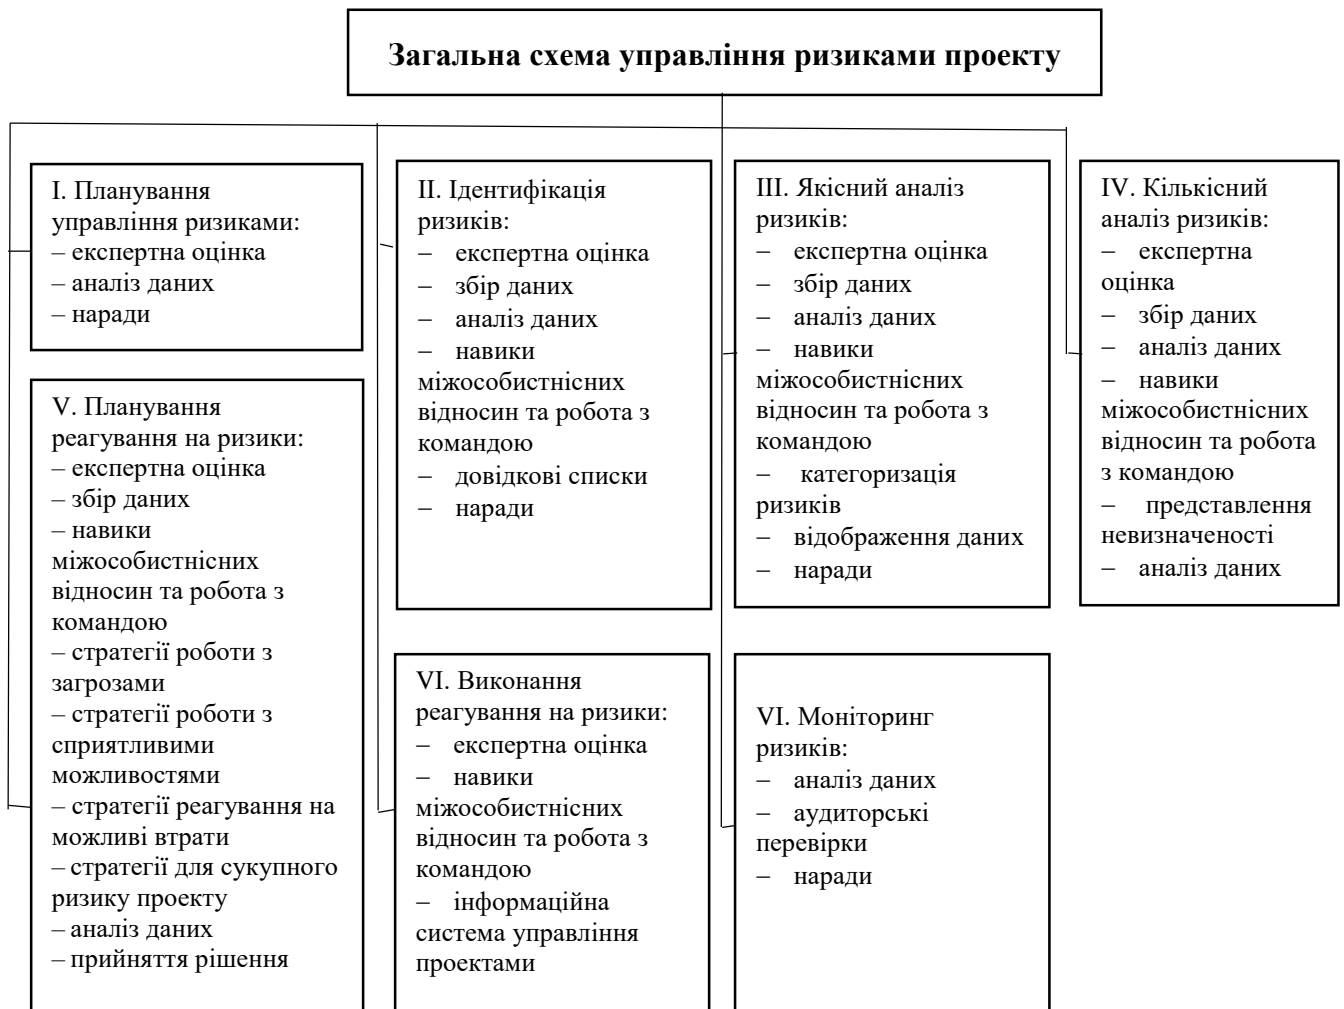 Загальна схема управління ризиками проекту
I. Планування
управління ризиками:
– експертна оцінка
– аналіз даних
– наради
II. Ідентифікація
ризиків:
– експертна оцінка
– збір даних
– аналіз даних
– навики
міжособистнісних
відносин та робота з
командою
– довідкові списки
– наради
III. Якісний аналіз
ризиків:
– експертна оцінка
– збір даних
– аналіз даних
– навики
міжособистнісних
відносин та робота з
командою
– категоризація
ризиків
– відображення даних
– наради
IV. Кількісний
аналіз ризиків:
– експертна
оцінка
– збір даних
– аналіз даних
– навики
міжособистнісних
відносин та робота
з командою
– представлення
невизначеності
– аналіз даних
V. Планування
реагування на ризики:
– експертна оцінка
– збір даних
– навики
міжособистнісних
відносин та робота з
командою
– стратегії роботи з
загрозами
– стратегії роботи з
сприятливими
можливостями
– стратегії реагування на
можливі втрати
– стратегії для сукупного
ризику проекту
– аналіз даних
– прийняття рішення
VI. Виконання
реагування на ризики:
– експертна оцінка
– навики
міжособистнісних
відносин та робота з
командою
– інформаційна
система управління
проектами
VI. Моніторинг
ризиків:
– аналіз даних
– аудиторські
перевірки
– наради